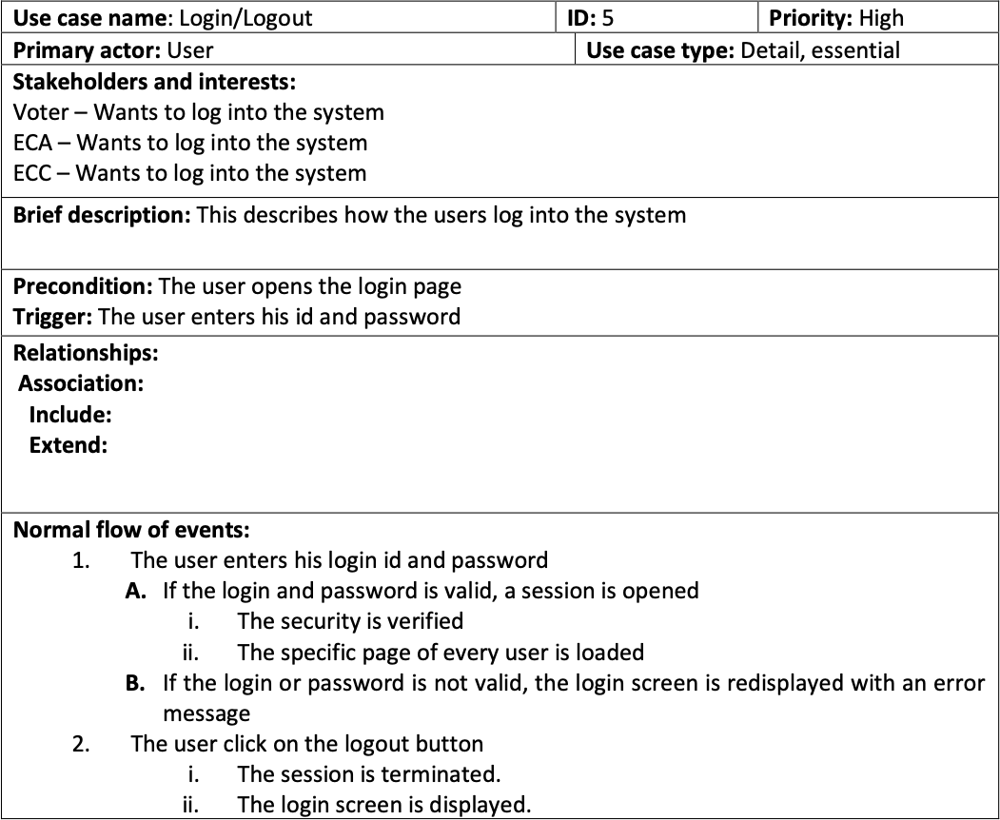 Use case name: Login/Logout ID: 5 Priority: High
Primary actor: User Use case type: Detail, essential
Stakeholders and interests:
Voter – Wants to log into the system
ECA – Wants to log into the system
ECC – Wants to log into the system
Brief description: This describes how the users log into the system
Precondition: The user opens the login page
Trigger: The user enters his id and password
Relationships:
Association:
Include:
Extend:
Normal flow of events:
1. The user enters his login id and password
A. If the login and password is valid, a session is opened
i. The security is verified
ii. The specific page of every user is loaded
B. If the login or password is not valid, the login screen is redisplayed with an error
message
2. The user click on the logout button
i. The session is terminated.
ii. The login screen is displayed.